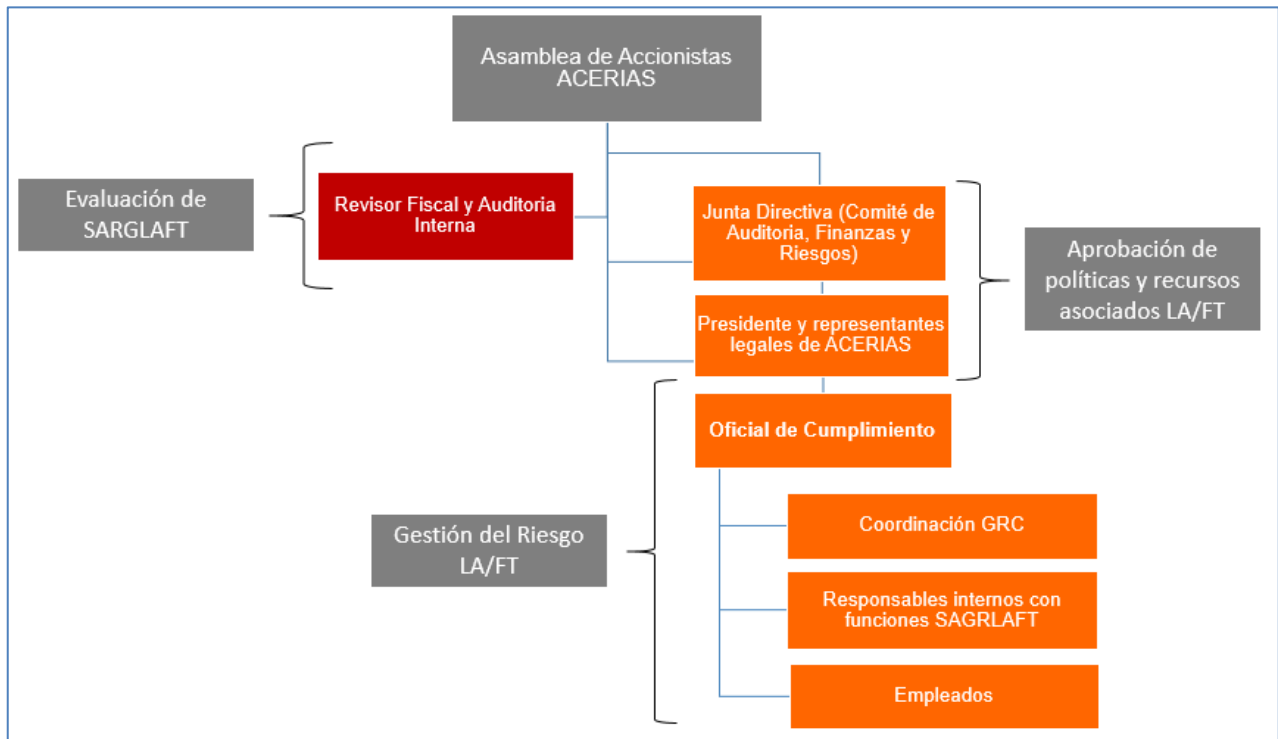 Asamblea de Accionistas
ACERIAS
Evaluación de
SARGLAFT
Revisor Fiscal y Auditoria
Interna
Junta Directiva (Comité de
Auditoria, Finanzas y
Riesgos)
Aprobación de
políticas y recursos
asociados LA/FT
Presidente y representantes
legales de ACERIAS
Oficial de Cumplimiento
Gestión del Riesgo
LA/FT
Coordinación GRC
Responsables internos con
funciones SAGRLAFT
Empleados